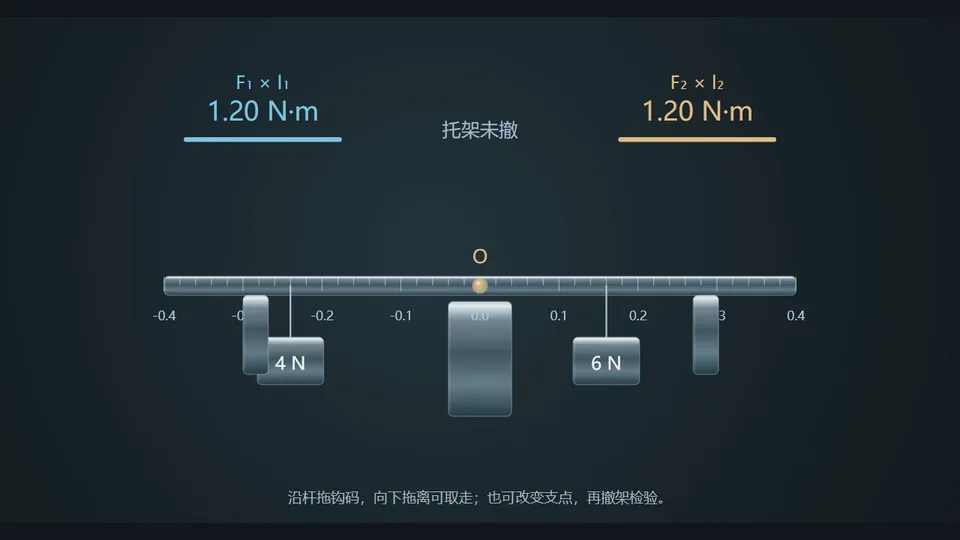 F₁ × l₁
1.20 N·m
F₂ × l₂
1.20 N·m
托架未撤
O
-0.4 -0.2 -0.1 0.0 0.1 0.2 0.4
4 N
6 N
沿杆拖钩码，向下拖离可取走；也可改变支点，再撤架检验。